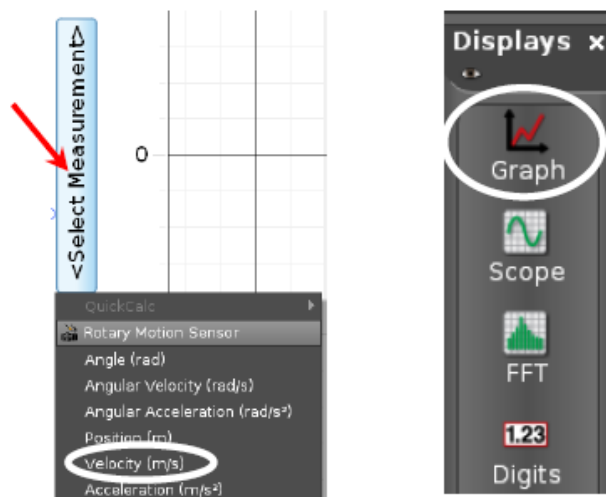 <Select Measurement>
0
QuickCalc
Rotary Motion Sensor
Angle (rad)
Angular Velocity (rad/s)
Angular Acceleration (rad/s²)
Position (m)
Velocity (m/s)
Acceleration (m/s²)
Displays ×
Graph
Scope
FFT
1.23
Digits